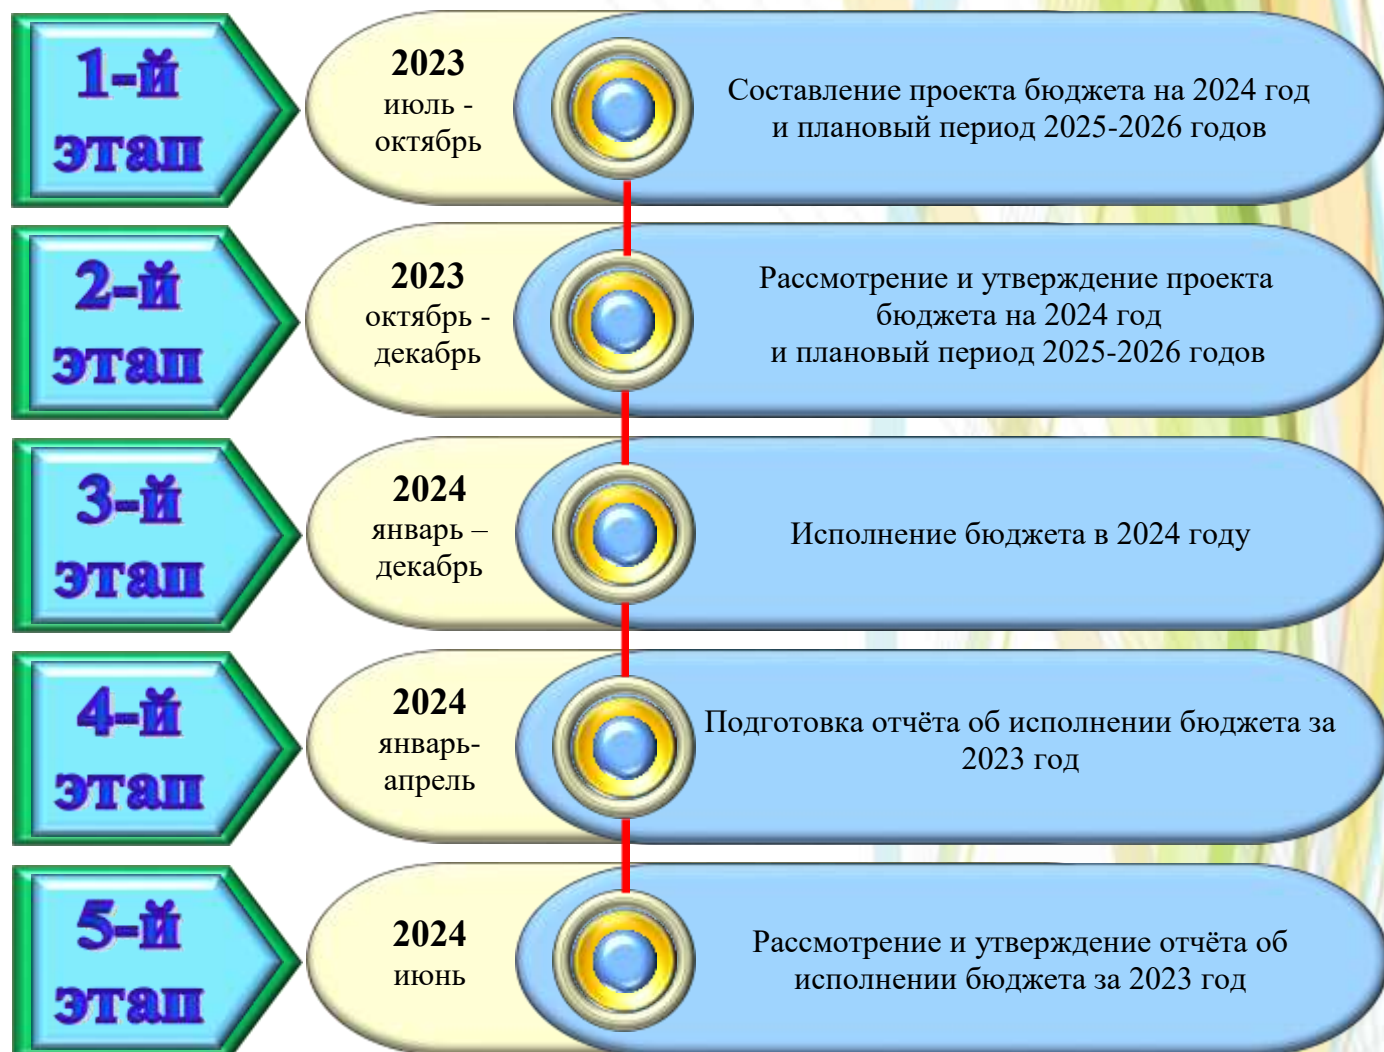 1-й
этап
2023
июль -
октябрь
Составление проекта бюджета на 2024 год
и плановый период 2025-2026 годов
2-й
этап
2023
октябрь -
декабрь
Рассмотрение и утверждение проекта
бюджета на 2024 год
и плановый период 2025-2026 годов
3-й
этап
2024
январь –
декабрь
Исполнение бюджета в 2024 году
4-й
этап
2024
январь-
апрель
Подготовка отчёта об исполнении бюджета за
2023 год
5-й
этап
2024
июнь
Рассмотрение и утверждение отчёта об
исполнении бюджета за 2023 год